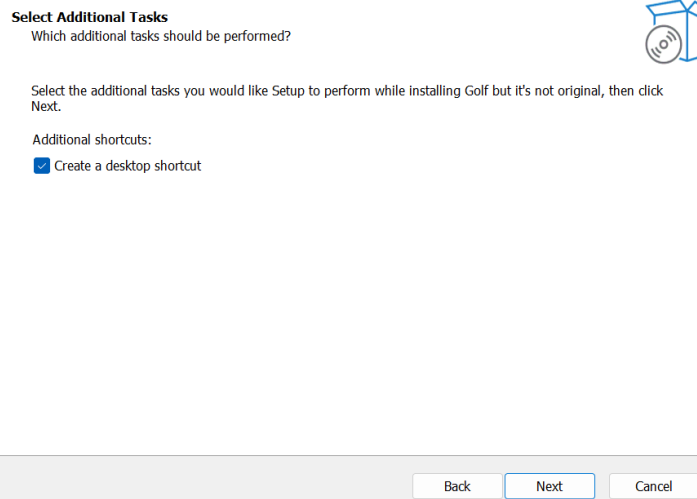 Select Additional Tasks
Which additional tasks should be performed?
Select the additional tasks you would like Setup to perform while installing Golf but it's not original, then click
Next.
Additional shortcuts:
Create a desktop shortcut
Back
Next
Cancel